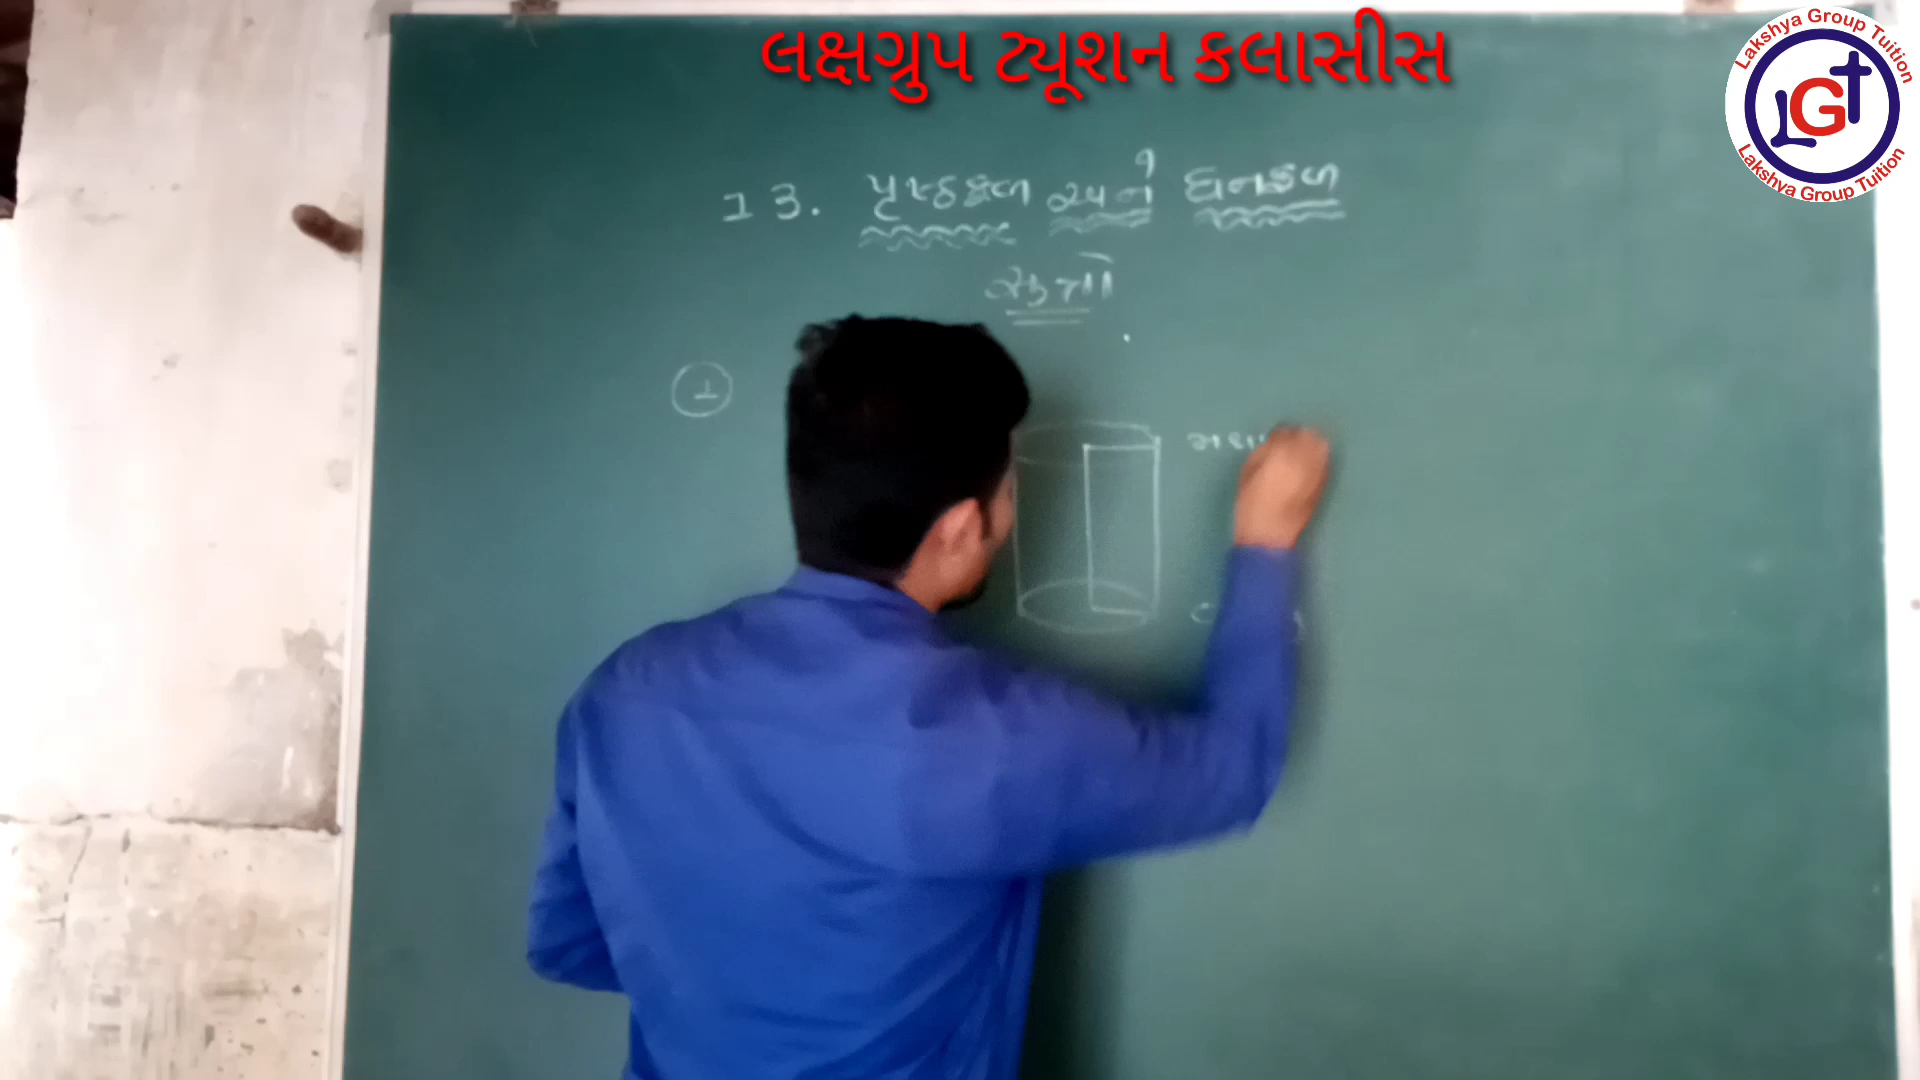 લક્ષગ્રુપ ટ્યૂશન કલાસીસ
Lakshya Group Tuition
LGt
Lakshya Group Tuition
13. પૃષ્ઠફળ અને ઘનફળ
સૂત્રો
1